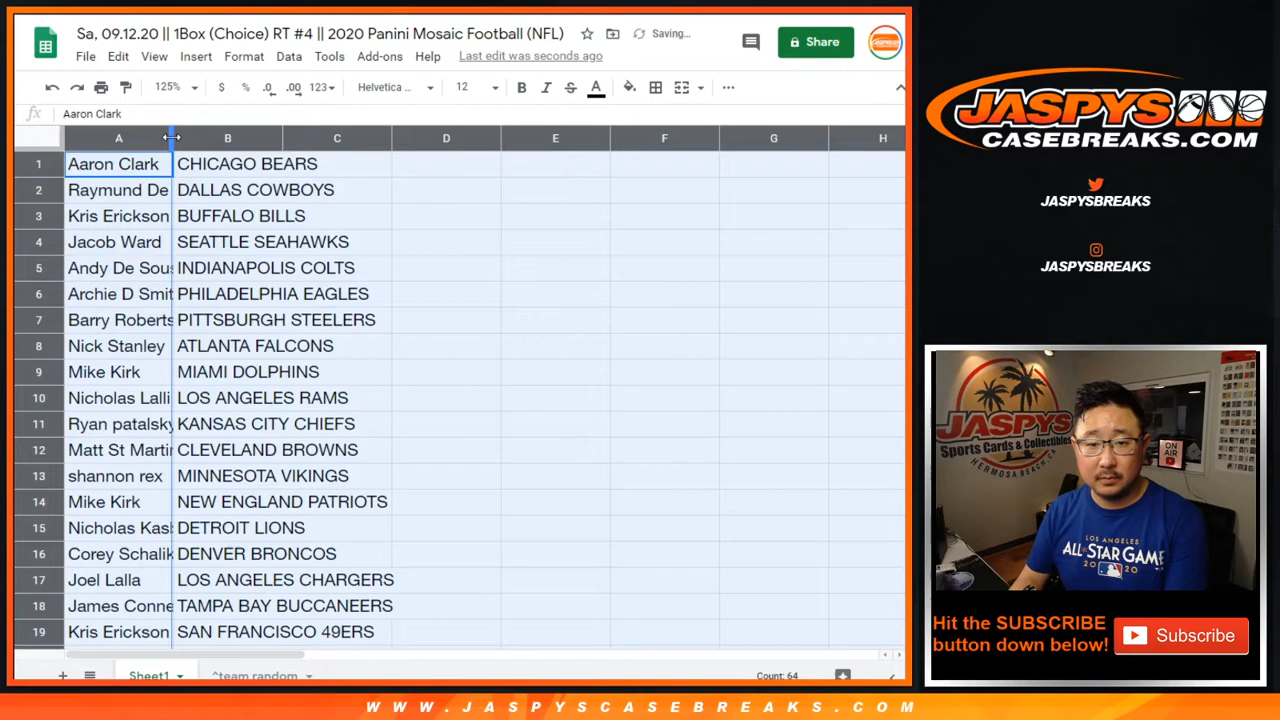 Sa, 09.12.20 || 1Box (Choice) RT #4 || 2020 Panini Mosaic Football (NFL)
Saving...
File Edit View Insert Format Data Tools Add-ons Help Last edit was seconds ago
Share
125% $ % .0 .00 123 Helvetica ... 12 B I S A ...
fx Aaron Clark
A B C D E F G H
1 Aaron Clark CHICAGO BEARS
2 Raymund De DALLAS COWBOYS
3 Kris Erickson BUFFALO BILLS
4 Jacob Ward SEATTLE SEAHAWKS
5 Andy De Sous INDIANAPOLIS COLTS
6 Archie D Smit PHILADELPHIA EAGLES
7 Barry Roberts PITTSBURGH STEELERS
8 Nick Stanley ATLANTA FALCONS
9 Mike Kirk MIAMI DOLPHINS
10 Nicholas Lalli LOS ANGELES RAMS
11 Ryan patalsky KANSAS CITY CHIEFS
12 Matt St Martin CLEVELAND BROWNS
13 shannon rex MINNESOTA VIKINGS
14 Mike Kirk NEW ENGLAND PATRIOTS
15 Nicholas Kas DETROIT LIONS
16 Corey Schalik DENVER BRONCOS
17 Joel Lalla LOS ANGELES CHARGERS
18 James Conne TAMPA BAY BUCCANEERS
19 Kris Erickson SAN FRANCISCO 49ERS
Sheet1 ^team random Count: 64
JASPYS
CASEBREAKS.COM
JASPYSBREAKS
JASPYSBREAKS
JASPYS
Sports Cards & Collectibles
HERMOSA BEACH, CA
ON
AIR
LOS ANGELES
ALL STAR GAME
2020
Hit the SUBSCRIBE
button down below!
Subscribe
WWW.JASPYSCASEBREAKS.COM